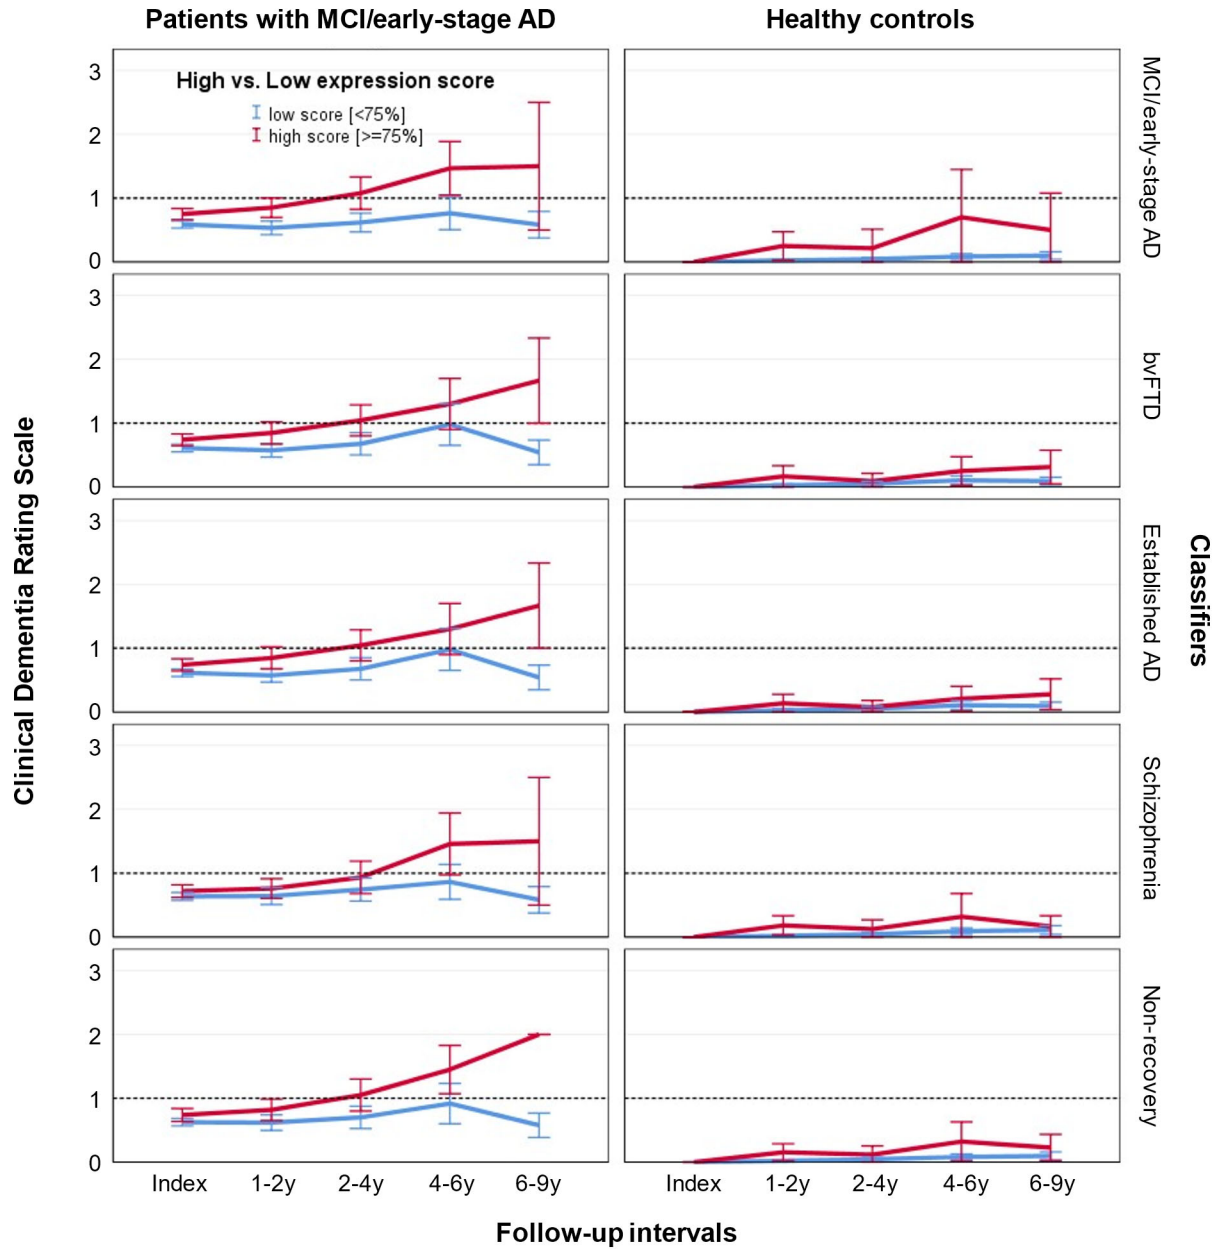 Patients with MCI/early-stage AD
Healthy controls
High vs. Low expression score
low score [<75%]
high score [>=75%]
3
2
1
0
MCI/early-stage AD
3
2
1
0
bvFTD
3
2
1
0
Established AD
3
2
1
0
Schizophrenia
3
2
1
0
Non-recovery
Clinical Dementia Rating Scale
Classifiers
Index 1-2y 2-4y 4-6y 6-9y
Index 1-2y 2-4y 4-6y 6-9y
Follow-up intervals